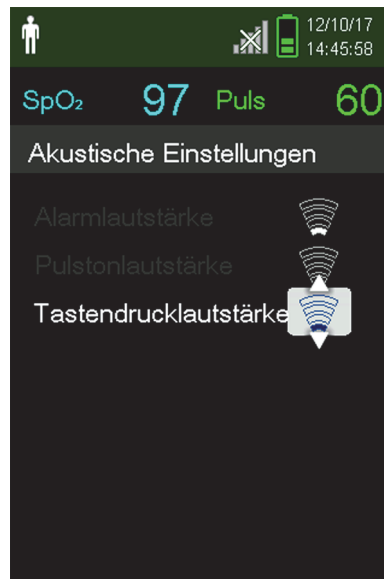 12/10/17
14:45:58
SpO₂ 97 Puls 60
Akustische Einstellungen
Alarmlautstärke
Pulstonlautstärke
Tastendrucklautstärke